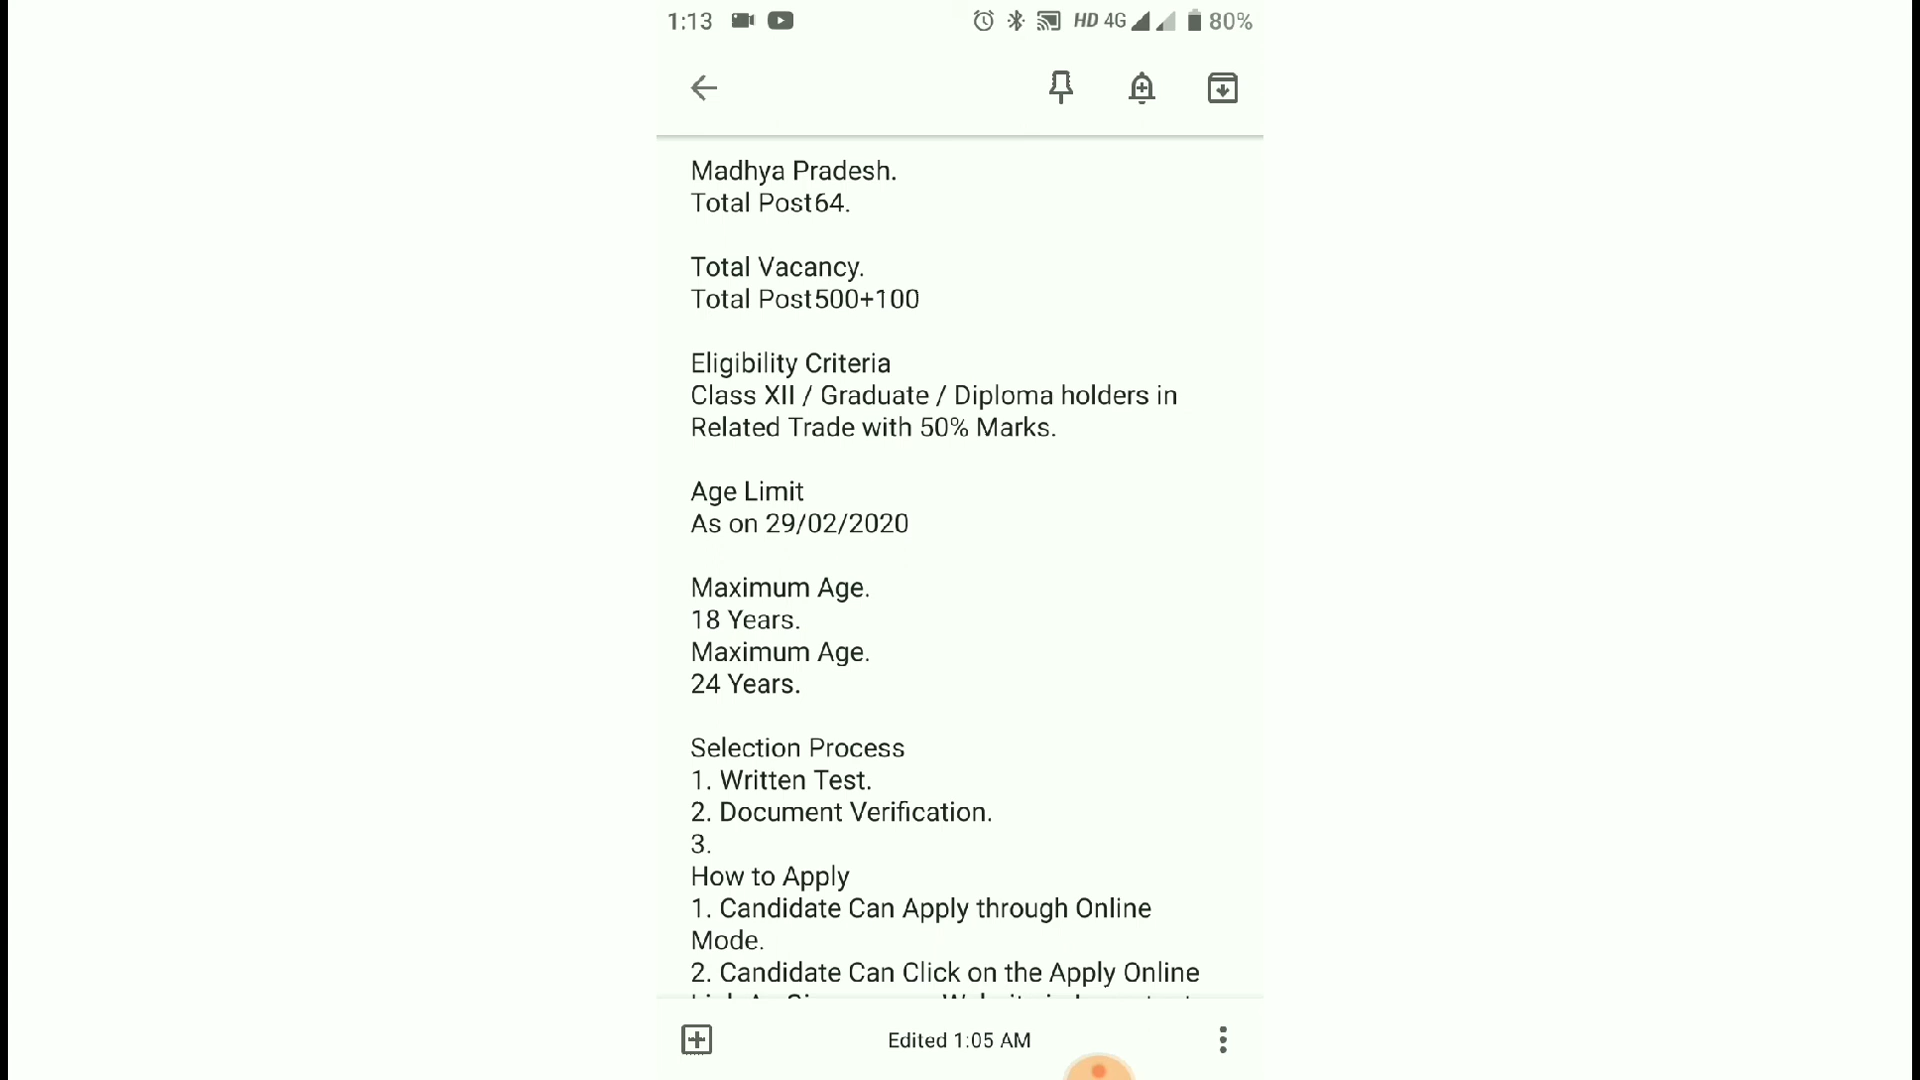 1:13 HD 4G 80%
Madhya Pradesh.
Total Post64.
Total Vacancy.
Total Post500+100
Eligibility Criteria
Class XII / Graduate / Diploma holders in
Related Trade with 50% Marks.
Age Limit
As on 29/02/2020
Maximum Age.
18 Years.
Maximum Age.
24 Years.
Selection Process
1. Written Test.
2. Document Verification.
3.
How to Apply
1. Candidate Can Apply through Online
Mode.
2. Candidate Can Click on the Apply Online
Edited 1:05 AM